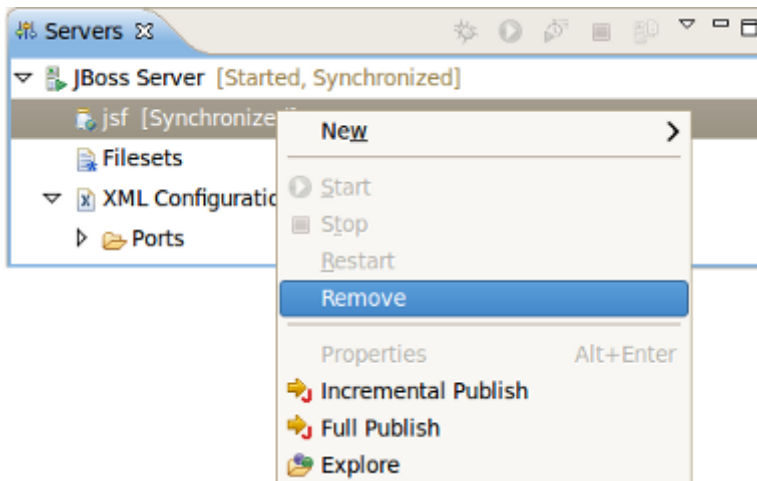 Servers
JBoss Server [Started, Synchronized]
jsf [Synchronized]
Filesets
XML Configuratio
Ports
New
Start
Stop
Restart
Remove
Properties Alt+Enter
Incremental Publish
Full Publish
Explore